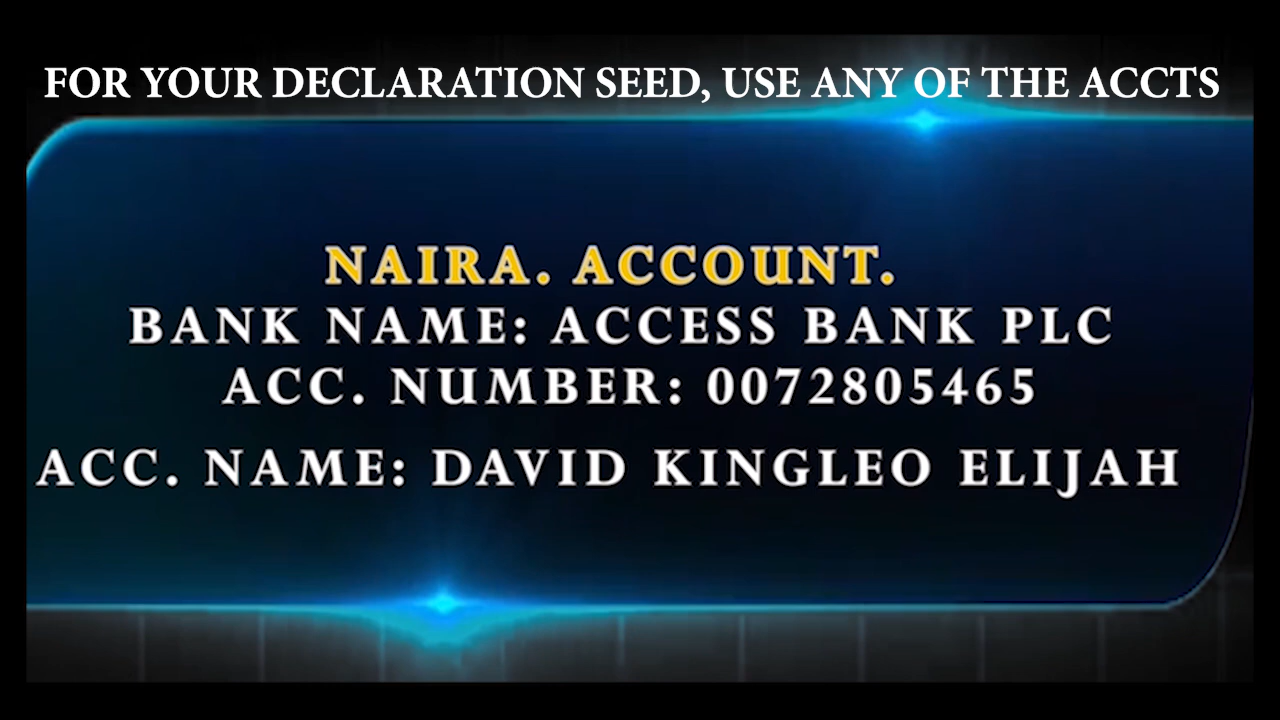 FOR YOUR DECLARATION SEED, USE ANY OF THE ACCTS
NAIRA. ACCOUNT.
BANK NAME: ACCESS BANK PLC
ACC. NUMBER: 0072805465
ACC. NAME: DAVID KINGLEO ELIJAH